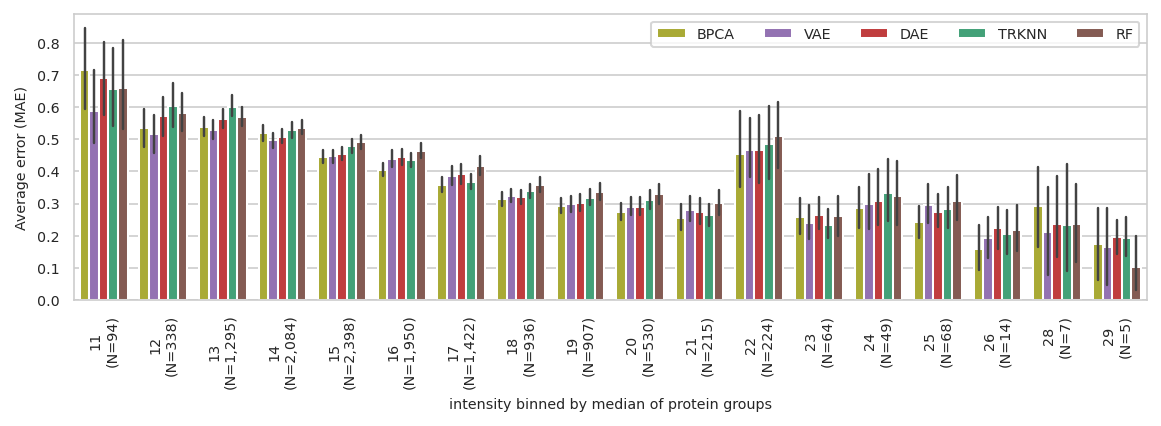 BPCA VAE DAE TRKNN RF
Average error (MAE)
0.8
0.7
0.6
0.5
0.4
0.3
0.2
0.1
0.0
11
(N=94)
12
(N=338)
13
(N=1,295)
14
(N=2,084)
15
(N=2,398)
16
(N=1,950)
17
(N=1,422)
18
(N=936)
19
(N=907)
20
(N=530)
21
(N=215)
22
(N=224)
23
(N=64)
24
(N=49)
25
(N=68)
26
(N=14)
28
(N=7)
29
(N=5)
intensity binned by median of protein groups